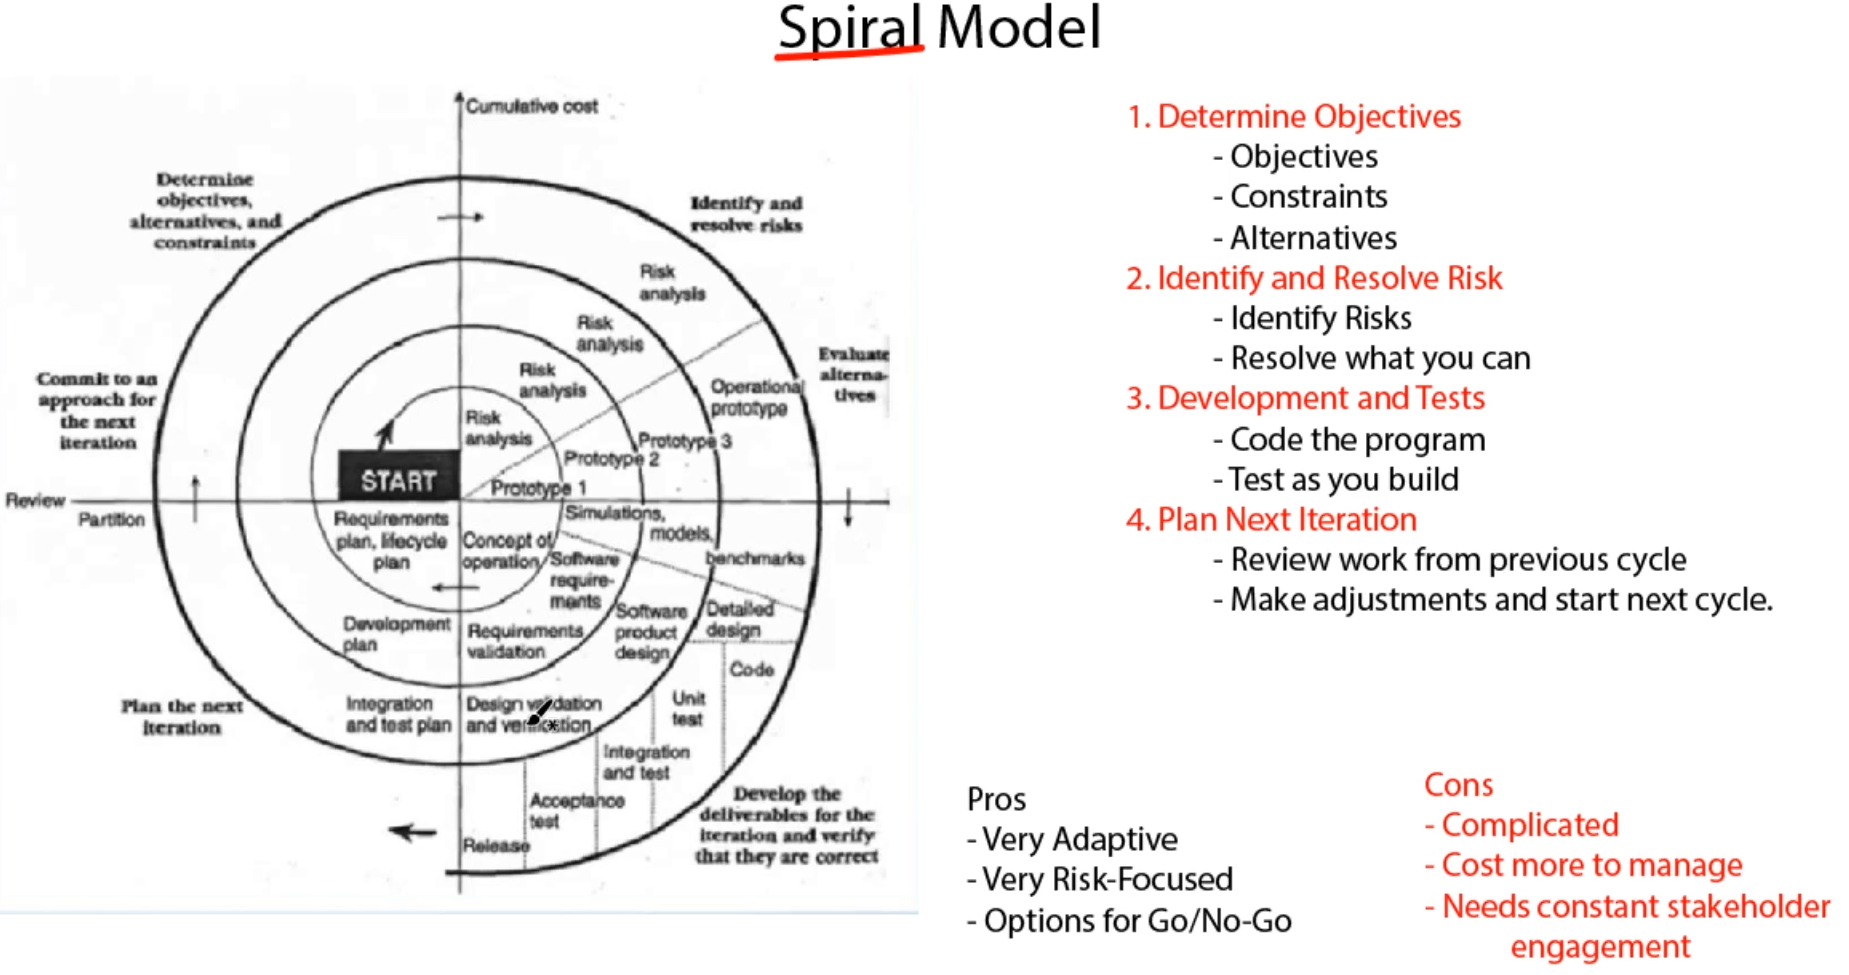 Spiral Model
Cumulative cost
Determine
objectives,
alternatives, and
constraints
Identify and
resolve risks
Risk
analysis
Risk
analysis
Risk
analysis
Risk
analysis
Evaluate
alterna-
tives
Commit to an
approach for
the next
iteration
Operational
prototype
Prototype 3
Prototype 2
Prototype 1
START
Review
Partition
Requirements
plan, lifecycle
plan
Concept of
operation
Simulations,
models,
benchmarks
Software
require-
ments
Software
product
design
Detailed
design
Development
plan
Requirements
validation
Code
Unit
test
Plan the next
iteration
Integration
and test plan
Design validation
and verification
Integration
and test
Acceptance
test
Release
Develop the
deliverables for the
iteration and verify
that they are correct
1. Determine Objectives
- Objectives
- Constraints
- Alternatives
2. Identify and Resolve Risk
- Identify Risks
- Resolve what you can
3. Development and Tests
- Code the program
- Test as you build
4. Plan Next Iteration
- Review work from previous cycle
- Make adjustments and start next cycle.
Pros
- Very Adaptive
- Very Risk-Focused
- Options for Go/No-Go
Cons
- Complicated
- Cost more to manage
- Needs constant stakeholder
engagement